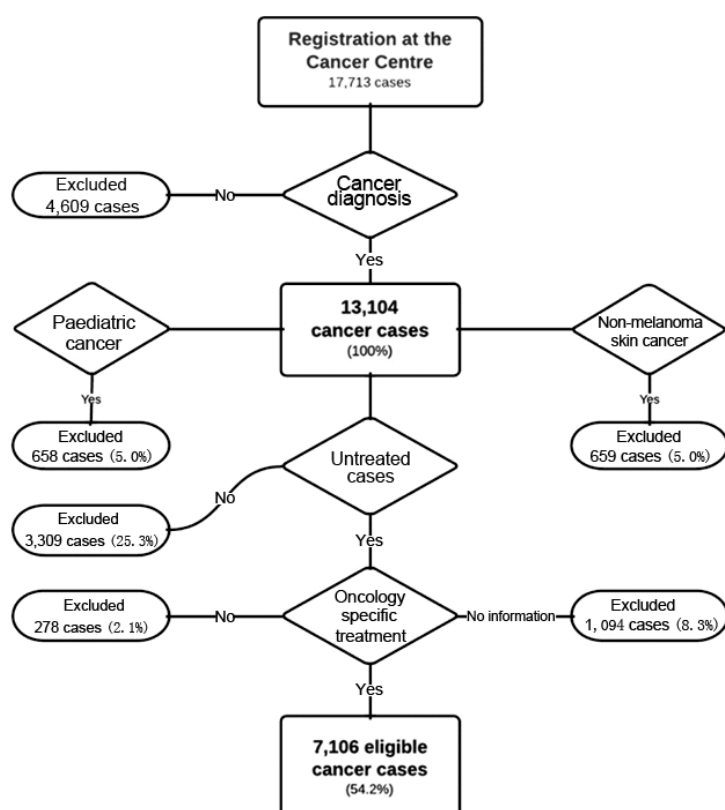 Registration at the
Cancer Centre
17,713 cases
Excluded
4,609 cases
No
Cancer
diagnosis
Yes
Paediatric
cancer
13,104
cancer cases
(100%)
Non-melanoma
skin cancer
Yes
Yes
Excluded
658 cases (5.0%)
Excluded
659 cases (5.0%)
Untreated
cases
No
Excluded
3,309 cases (25.3%)
Yes
Excluded
278 cases (2.1%)
No
Oncology
specific
treatment
No information
Excluded
1,094 cases (8.3%)
Yes
7,106 eligible
cancer cases
(54.2%)